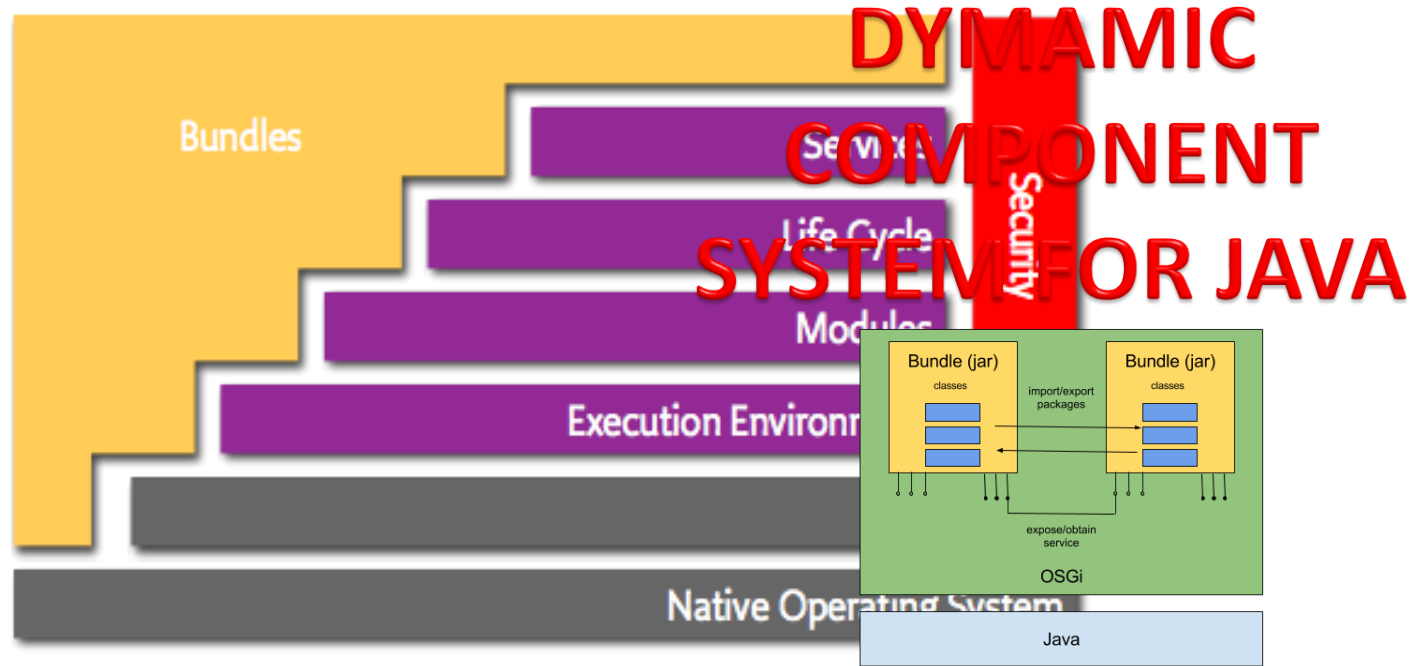 DYMAMIC
COMPONENT
SYSTEM FOR JAVA
Bundles
Services
Life Cycle
Modules
Execution
Security
Native Operating System
Bundle (jar)
classes
import/export
packages
Bundle (jar)
classes
expose/obtain
service
OSGi
Java